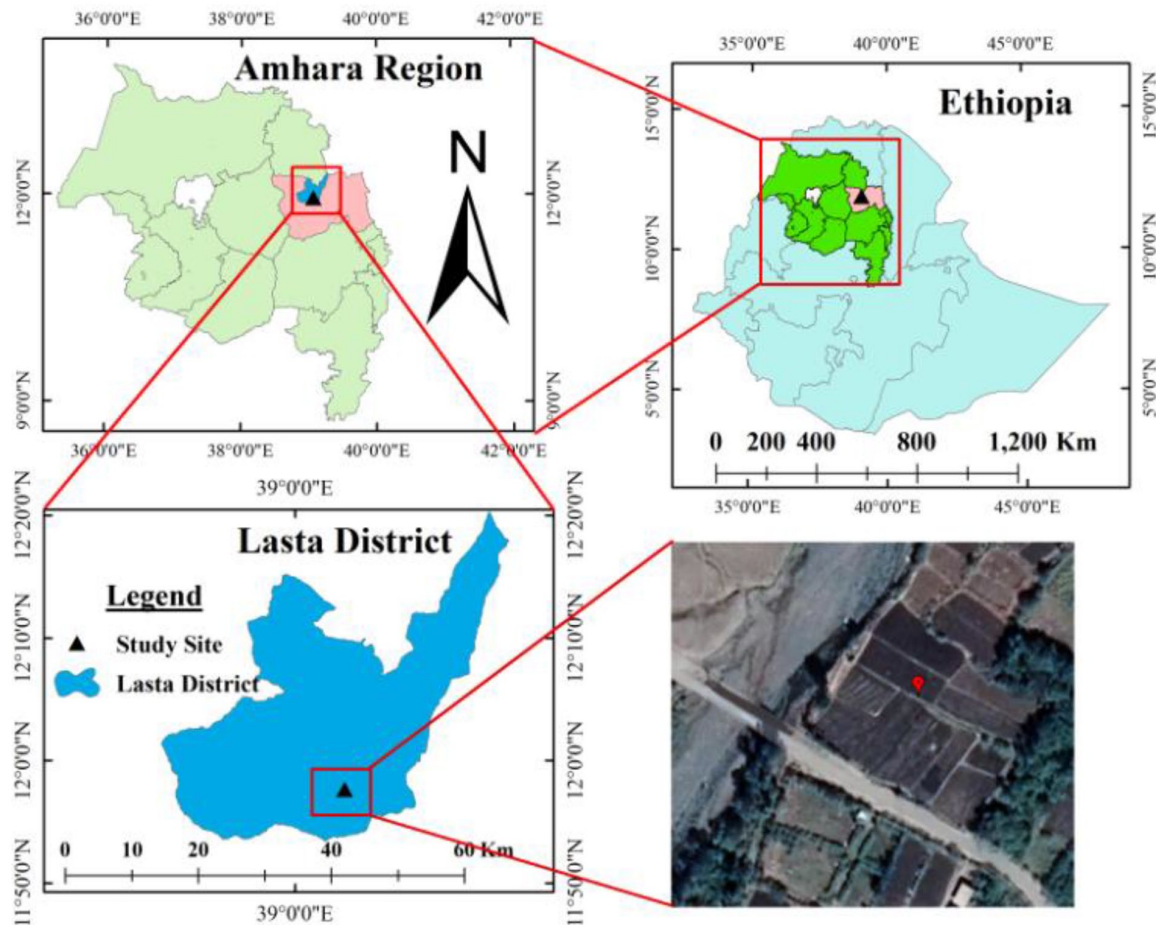 36°0'0"E 38°0'0"E 40°0'0"E 42°0'0"E
Amhara Region
N
12°0'0"N
9°0'0"N
12°0'0"N
9°0'0"N
36°0'0"E 38°0'0"E 40°0'0"E 42°0'0"E
35°0'0"E 40°0'0"E 45°0'0"E
Ethiopia
15°0'0"N
10°0'0"N
5°0'0"N
15°0'0"N
10°0'0"N
5°0'0"N
0 200 400 800 1,200 Km
35°0'0"E 40°0'0"E 45°0'0"E
39°0'0"E
Lasta District
Legend
Study Site
Lasta District
12°20'0"N
12°10'0"N
12°0'0"N
11°50'0"N
12°20'0"N
12°10'0"N
12°0'0"N
11°50'0"N
0 10 20 40 60 Km
39°0'0"E